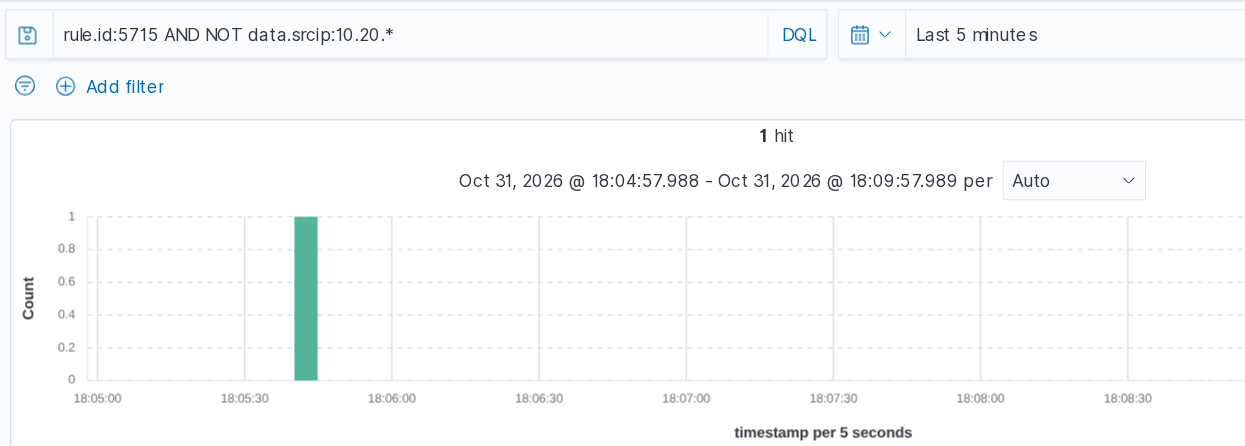 rule.id:5715 AND NOT data.srcip:10.20.* DQL Last 5 minutes
Add filter
1 hit
Oct 31, 2026 @ 18:04:57.988 - Oct 31, 2026 @ 18:09:57.989 per Auto
1
0.8
0.6
0.4
0.2
0
Count
18:05:00 18:05:30 18:06:00 18:06:30 18:07:00 18:07:30 18:08:00 18:08:30
timestamp per 5 seconds